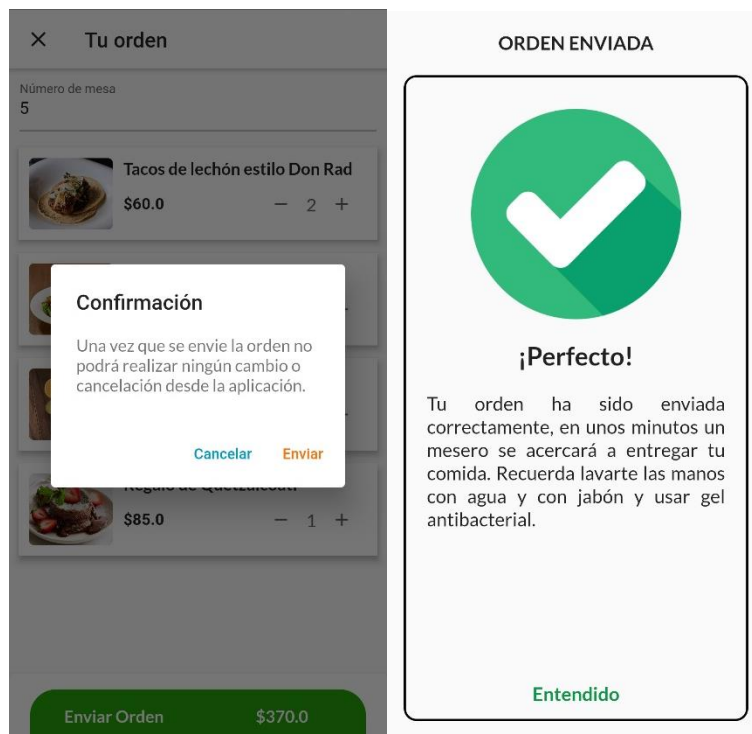 Tu orden
Número de mesa
5
Tacos de lechón estilo Don Rad
$60.0
− 2 +
Confirmación
Una vez que se envie la orden no
podrá realizar ningún cambio o
cancelación desde la aplicación.
Cancelar Enviar
Regalo de Quetzalcóatl
$85.0
− 1 +
Enviar Orden $370.0
ORDEN ENVIADA
¡Perfecto!
Tu orden ha sido enviada
correctamente, en unos minutos un
mesero se acercará a entregar tu
comida. Recuerda lavarte las manos
con agua y con jabón y usar gel
antibacterial.
Entendido